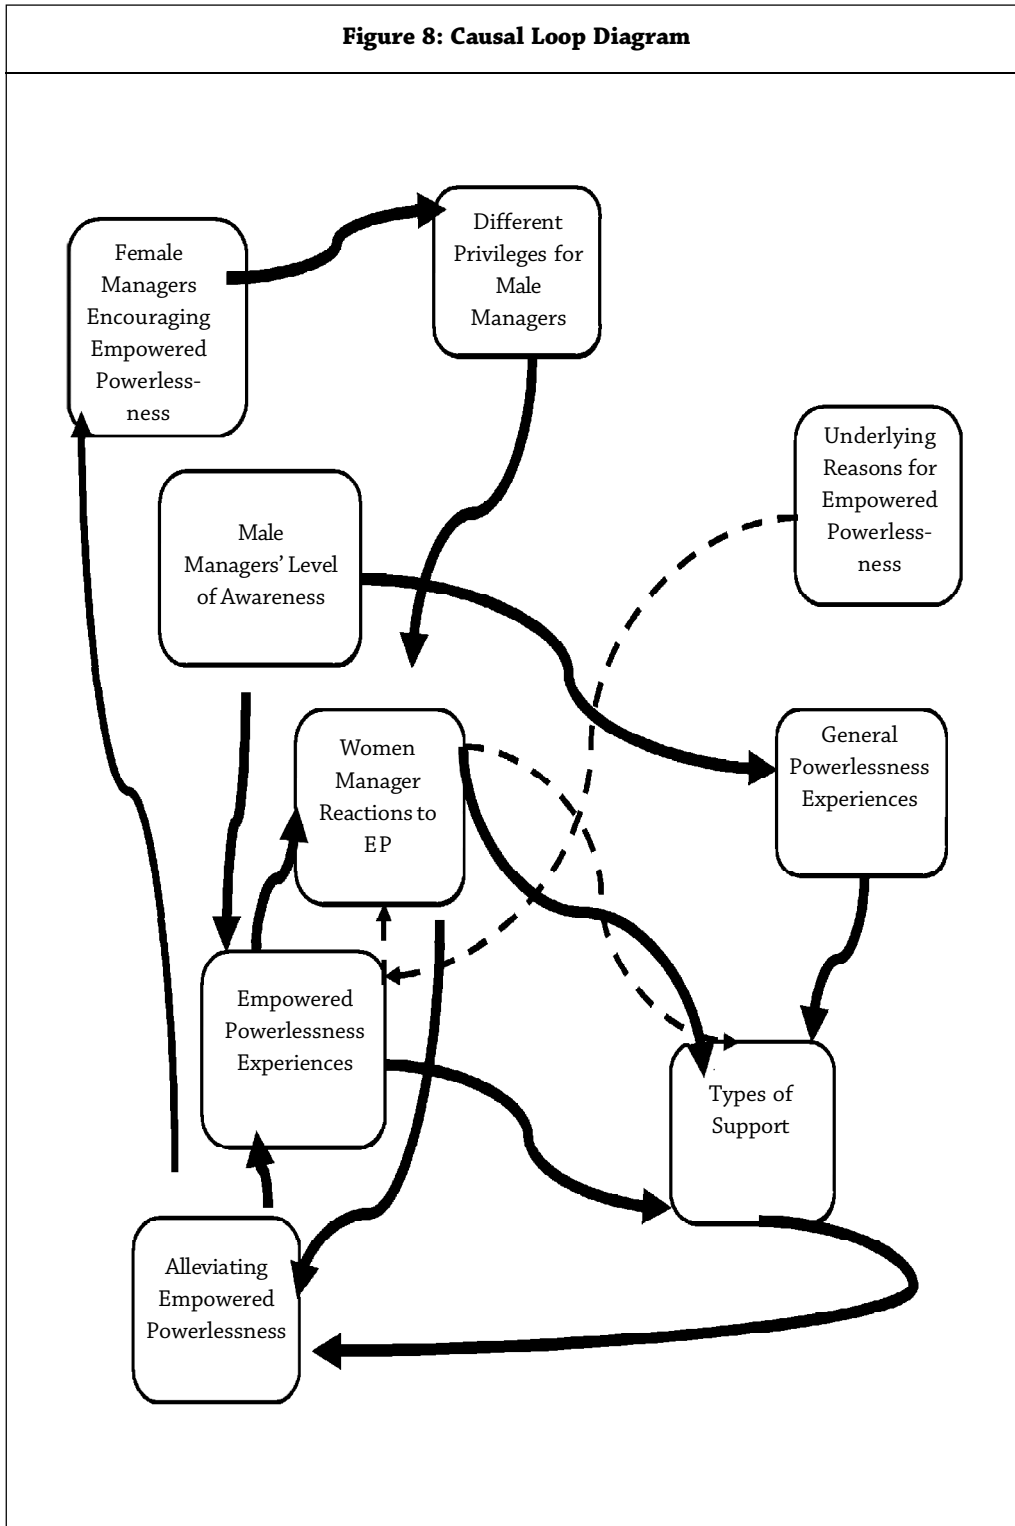 Figure 8: Causal Loop Diagram
Female
Managers
Encouraging
Empowered
Powerless-
ness
Different
Privileges for
Male
Managers
Underlying
Reasons for
Empowered
Powerless-
ness
Male
Managers’ Level
of Awareness
Women
Manager
Reactions to
EP
General
Powerlessness
Experiences
Empowered
Powerlessness
Experiences
Types of
Support
Alleviating
Empowered
Powerlessness